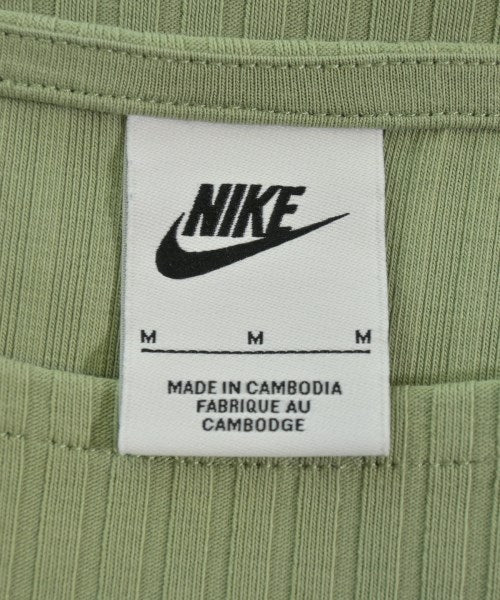 NIKE
M M M
MADE IN CAMBODIA
FABRIQUE AU
CAMBODGE